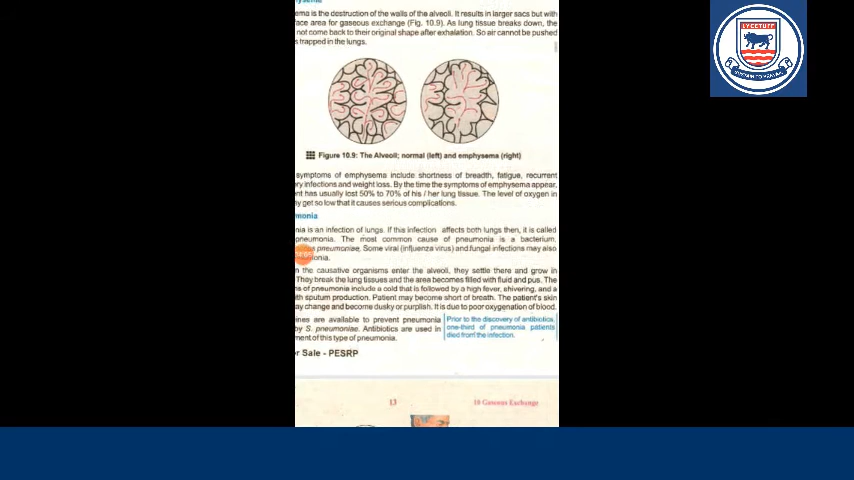 ysema
ema is the destruction of the walls of the alveoli. It results in larger sacs but with
face area for gaseous exchange (Fig. 10.9). As lung tissue breaks down, the
not come back to their original shape after exhalation. So air cannot be pushed
s trapped in the lungs.
Figure 10.9: The Alveoli; normal (left) and emphysema (right)
symptoms of emphysema include shortness of breadth, fatigue, recurrent
ry infections and weight loss. By the time the symptoms of emphysema appear,
nt has usually lost 50% to 70% of his / her lung tissue. The level of oxygen in
ay get so low that it causes serious complications.
monia
nia is an infection of lungs. If this infection affects both lungs then, it is called
pneumonia. The most common cause of pneumonia is a bacterium,
pneumoniae. Some viral (influenza virus) and fungal infections may also
onia.
n the causative organisms enter the alveoli, they settle there and grow in
They break the lung tissues and the area becomes filled with fluid and pus. The
ns of pneumonia include a cold that is followed by a high fever, shivering, and a
ith sputum production. Patient may become short of breath. The patient's skin
ay change and become dusky or purplish. It is due to poor oxygenation of blood.
ines are available to prevent pneumonia
by S. pneumoniae. Antibiotics are used in
ment of this type of pneumonia.
Prior to the discovery of antibiotics,
one-third of pneumonia patients
died from the infection.
r Sale - PESRP
13
10 Gaseous Exchange
LYCETUFF